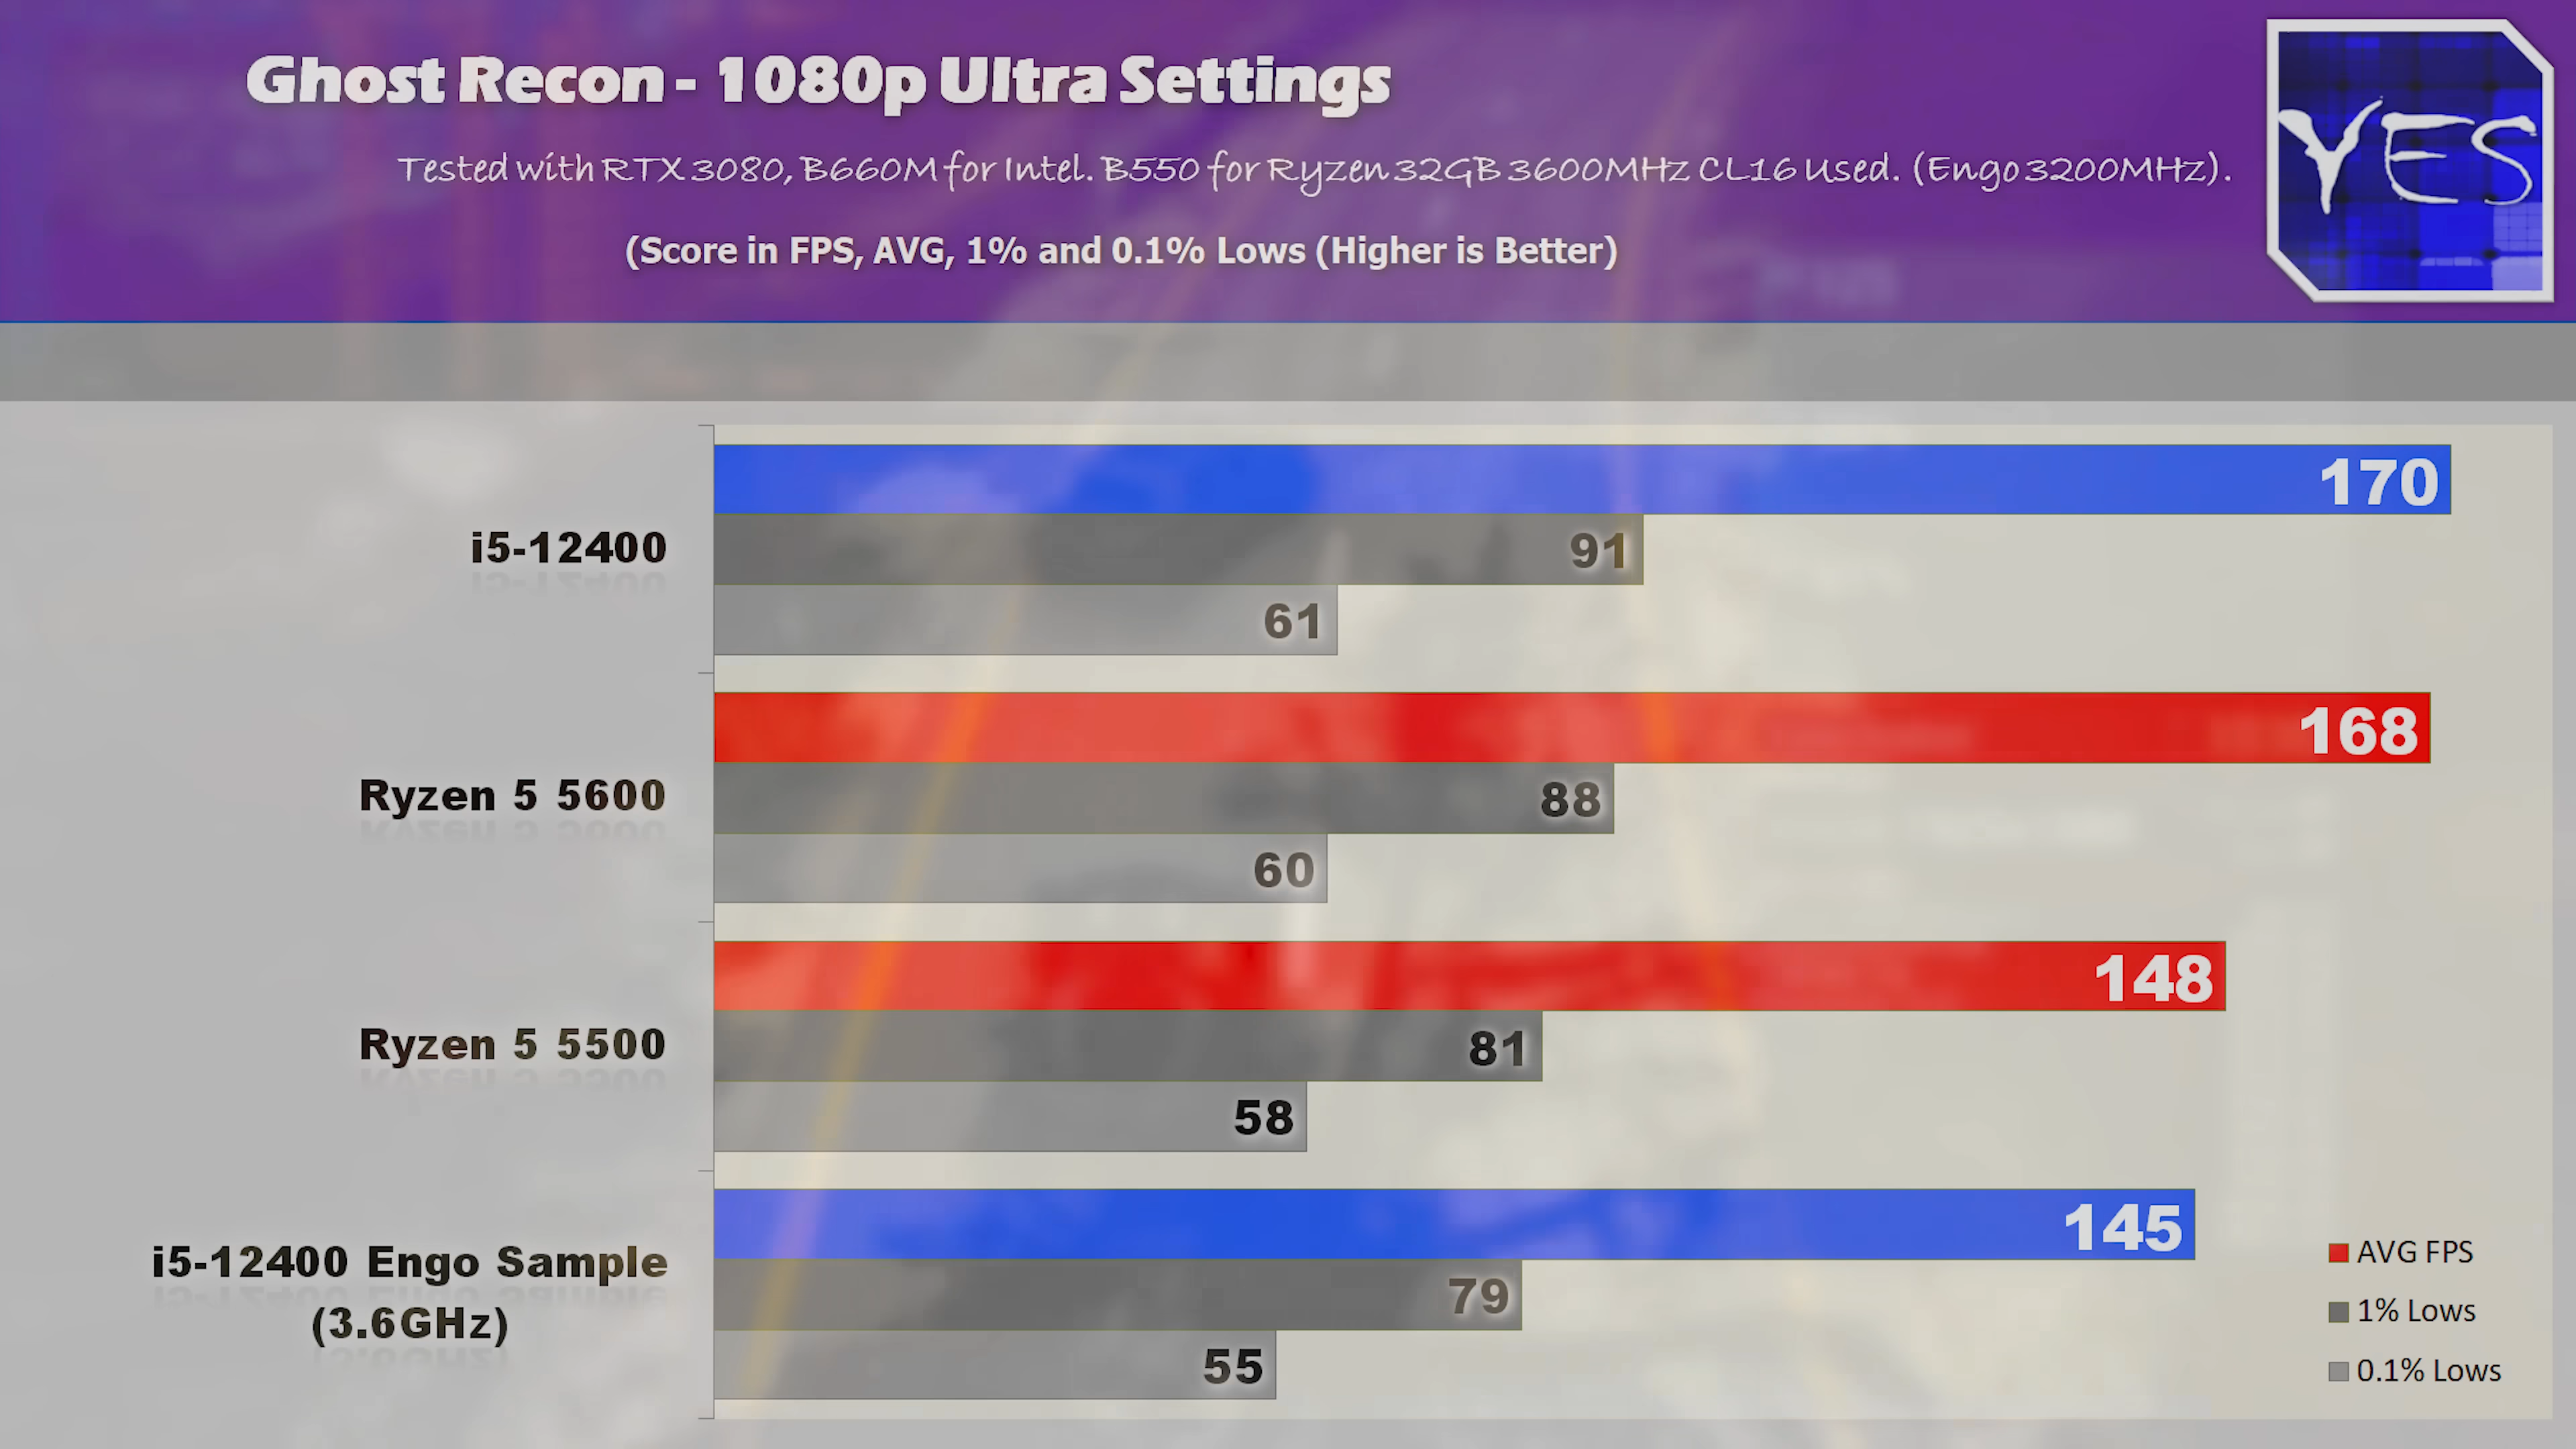 Ghost Recon - 1080p Ultra Settings
Tested with RTX 3080, B660M for Intel. B550 for Ryzen 32GB 3600MHz CL16 Used. (Engo 3200MHz).
(Score in FPS, AVG, 1% and 0.1% Lows (Higher is Better)
YES
i5-12400
170
91
61
Ryzen 5 5600
168
88
60
Ryzen 5 5500
148
81
58
i5-12400 Engo Sample
(3.6GHz)
145
79
55
AVG FPS
1% Lows
0.1% Lows